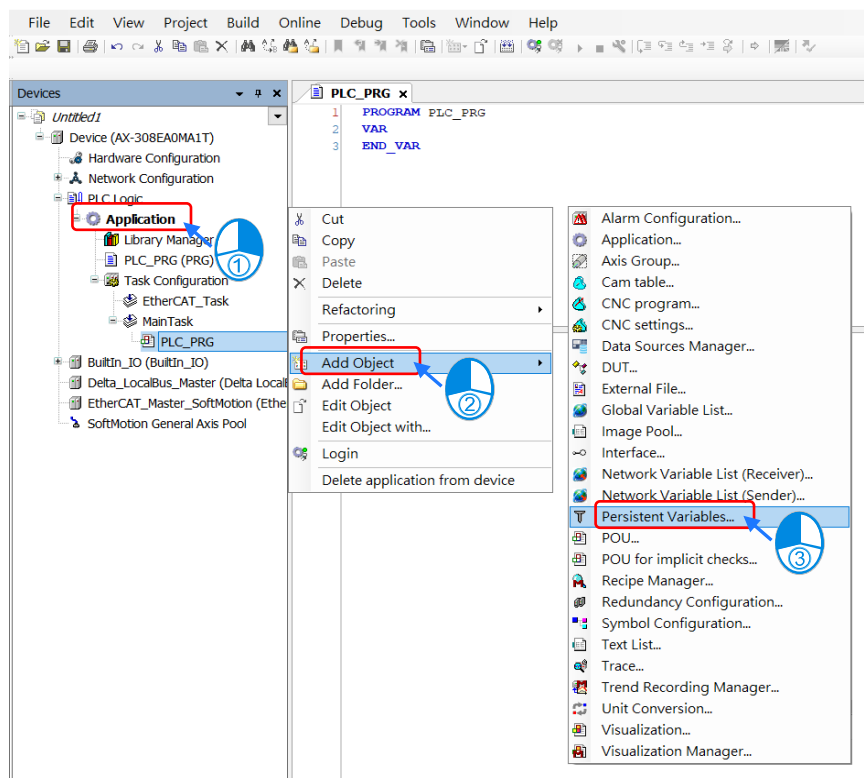 File Edit View Project Build Online Debug Tools Window Help
Devices
Untitled1
Device (AX-308EA0MA1T)
Hardware Configuration
Network Configuration
PLC Logic
Application
Library Manager
PLC_PRG (PRG)
Task Configuration
EtherCAT_Task
MainTask
PLC_PRG
BuiltIn_IO (BuiltIn_IO)
Delta_LocalBus_Master (Delta Local
EtherCAT_Master_SoftMotion (Ethe
SoftMotion General Axis Pool
PLC_PRG
1 PROGRAM PLC_PRG
2 VAR
3 END_VAR
1
Cut
Copy
Paste
Delete
Refactoring
Properties...
Add Object
Add Folder...
Edit Object
Edit Object with...
Login
Delete application from device
2
Alarm Configuration...
Application...
Axis Group...
Cam table...
CNC program...
CNC settings...
Data Sources Manager...
DUT...
External File...
Global Variable List...
Image Pool...
Interface...
Network Variable List (Receiver)...
Network Variable List (Sender)...
Persistent Variables...
POU...
POU for implicit checks...
Recipe Manager...
Redundancy Configuration...
Symbol Configuration...
Text List...
Trace...
Trend Recording Manager...
Unit Conversion...
Visualization...
Visualization Manager...
3